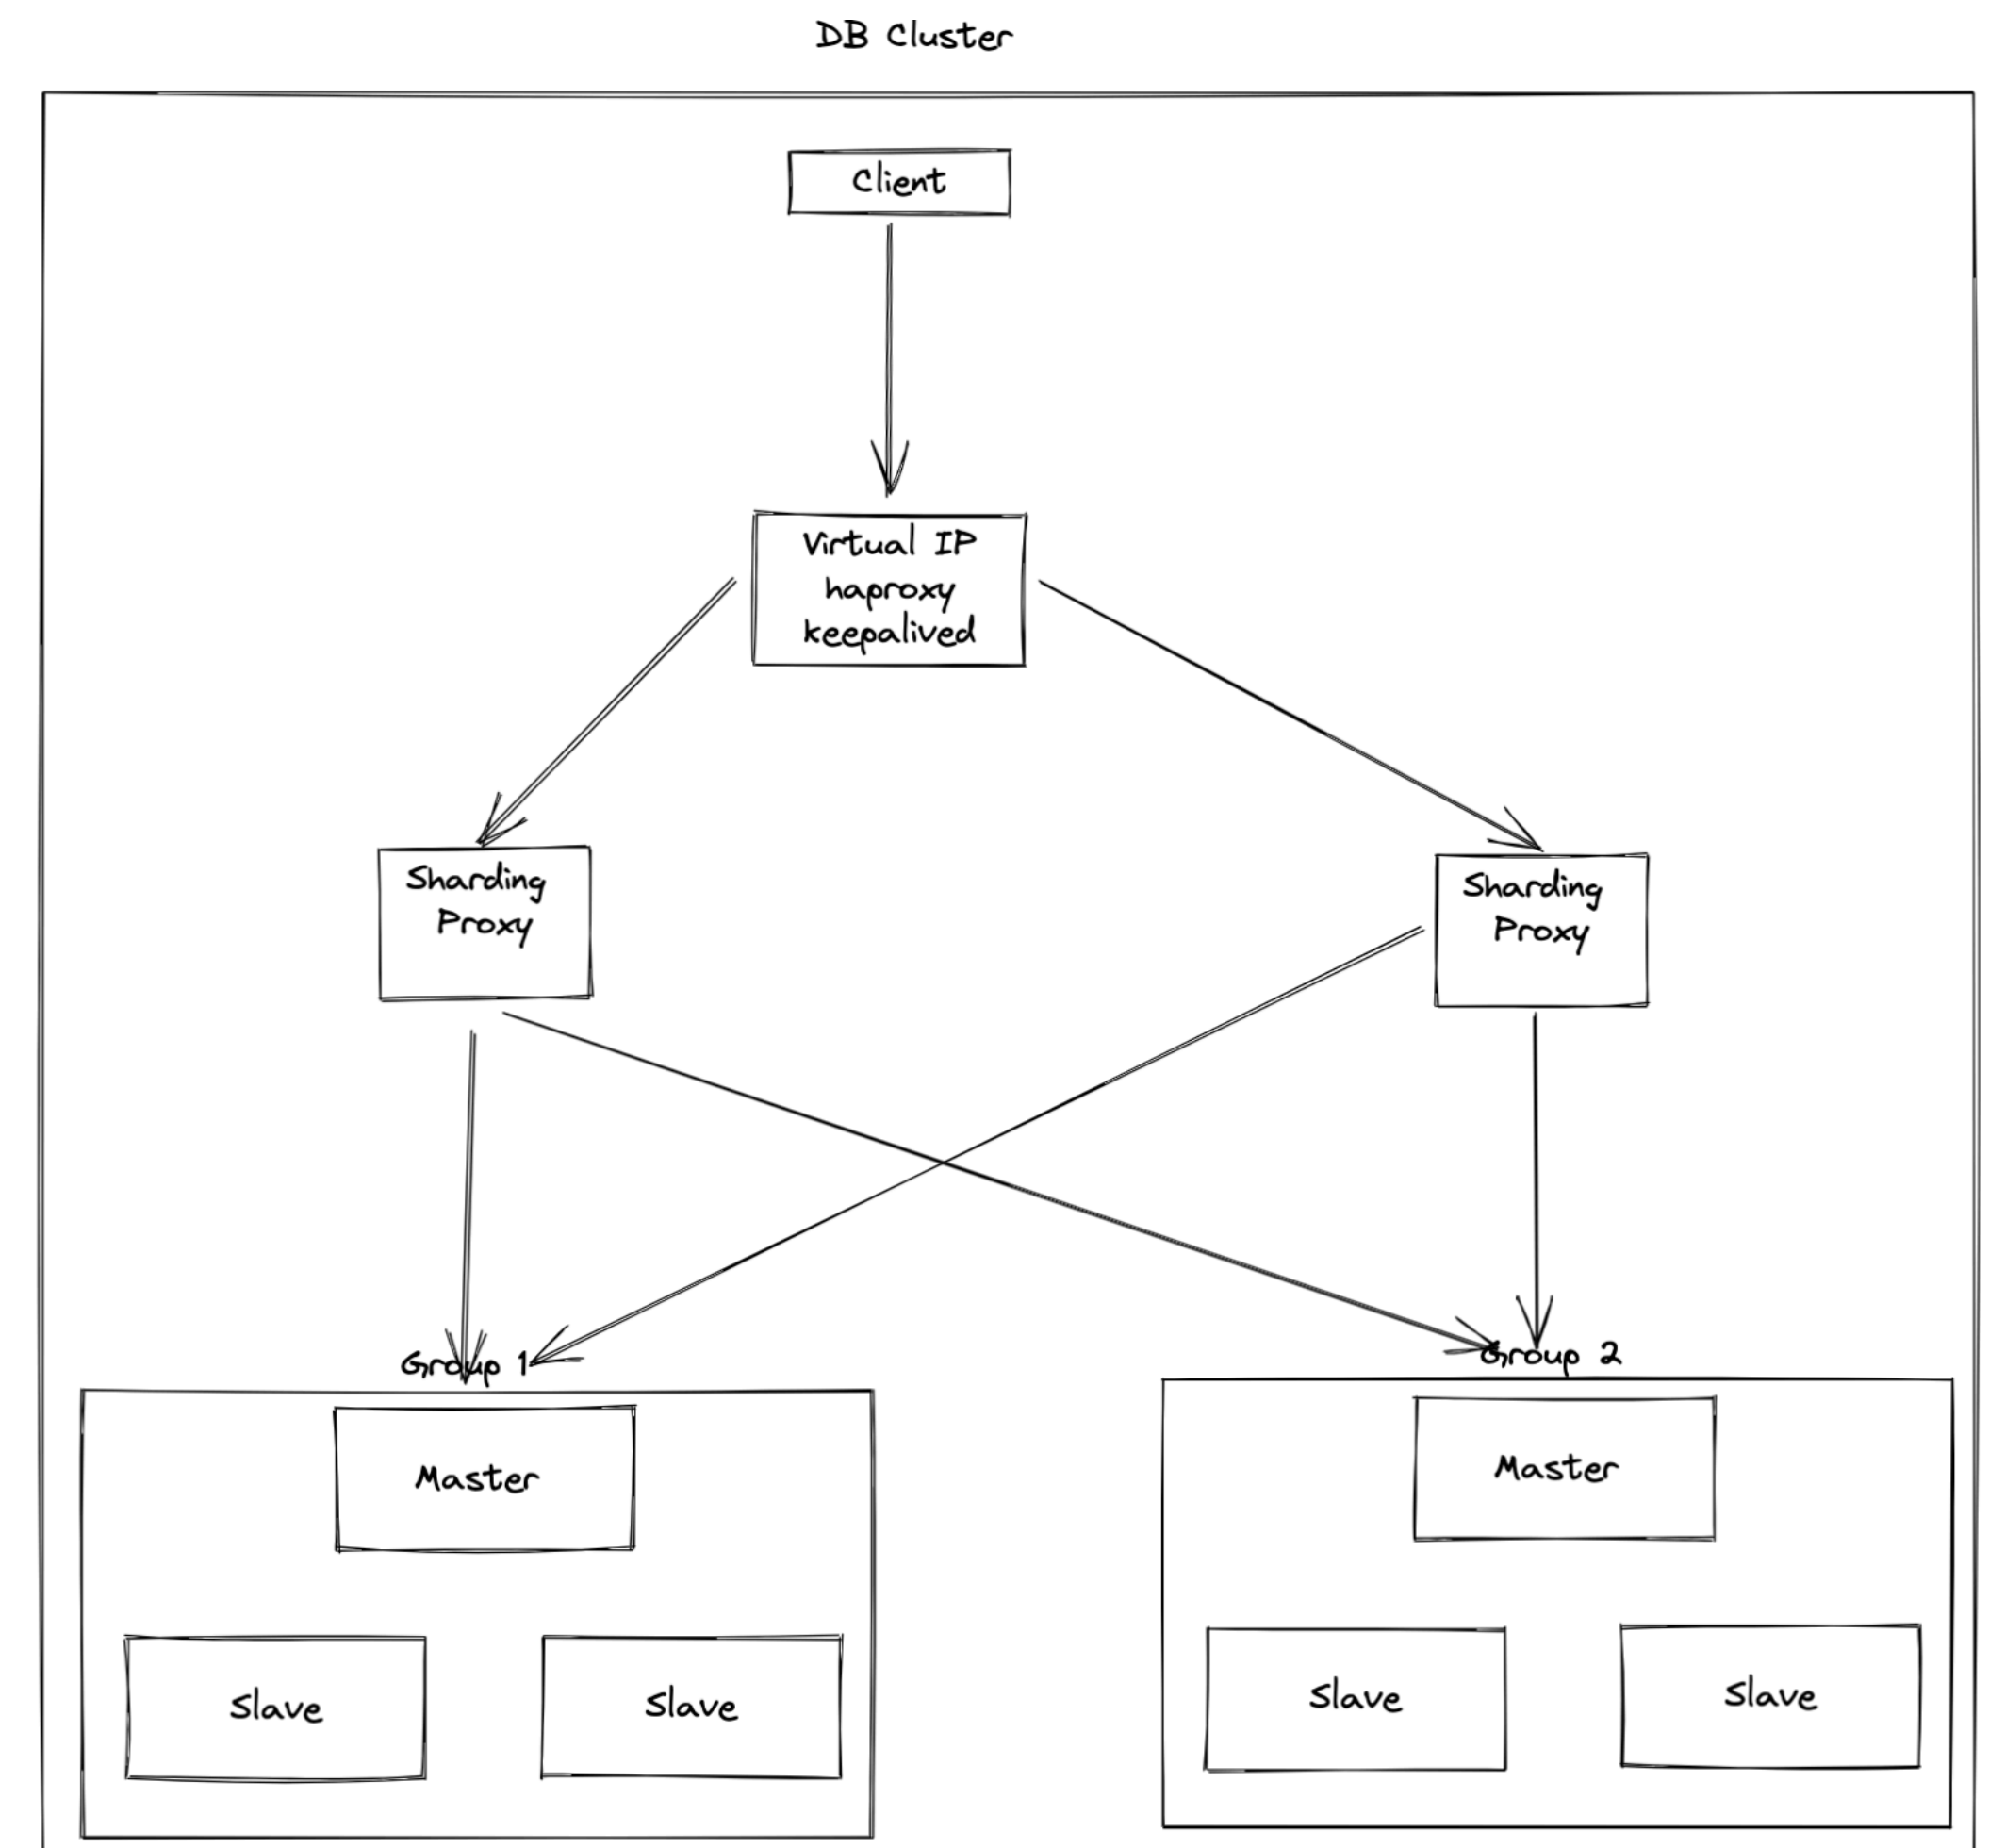 DB Cluster
Client
Virtual IP
haproxy
keepalived
Sharding
Proxy
Sharding
Proxy
Group 1
Group 2
Master
Master
Slave
Slave
Slave
Slave